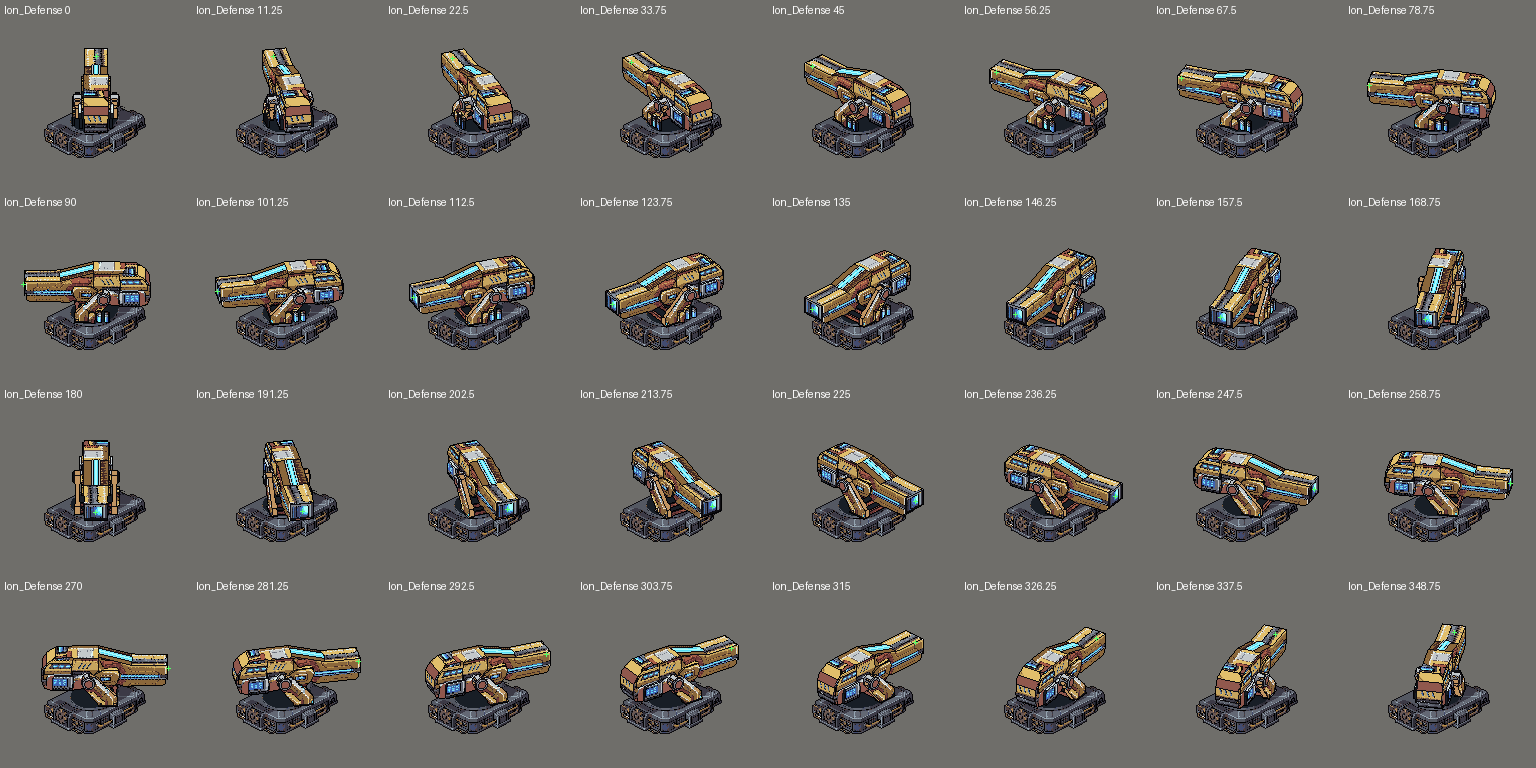 Ion_Defense 0
Ion_Defense 11.25
Ion_Defense 22.5
Ion_Defense 33.75
Ion_Defense 45
Ion_Defense 56.25
Ion_Defense 67.5
Ion_Defense 78.75
Ion_Defense 90
Ion_Defense 101.25
Ion_Defense 112.5
Ion_Defense 123.75
Ion_Defense 135
Ion_Defense 146.25
Ion_Defense 157.5
Ion_Defense 168.75
Ion_Defense 180
Ion_Defense 191.25
Ion_Defense 202.5
Ion_Defense 213.75
Ion_Defense 225
Ion_Defense 236.25
Ion_Defense 247.5
Ion_Defense 258.75
Ion_Defense 270
Ion_Defense 281.25
Ion_Defense 292.5
Ion_Defense 303.75
Ion_Defense 315
Ion_Defense 326.25
Ion_Defense 337.5
Ion_Defense 348.75